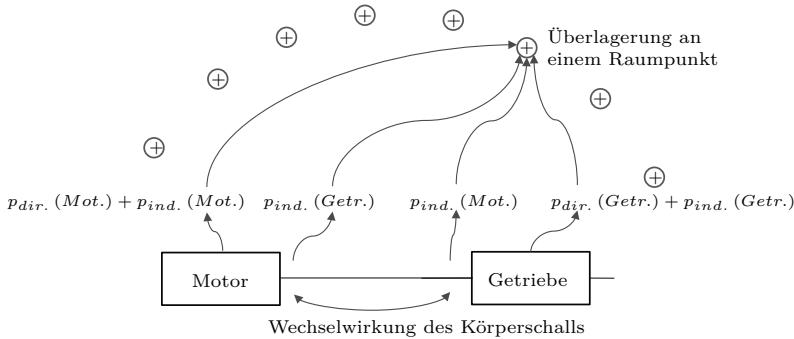 Überlagerung an
einem Raumpunkt
p_{dir.} (Mot.) + p_{ind.} (Mot.)
p_{ind.} (Getr.)
p_{ind.} (Mot.)
p_{dir.} (Getr.) + p_{ind.} (Getr.)
Motor
Getriebe
Wechselwirkung des Körperschalls